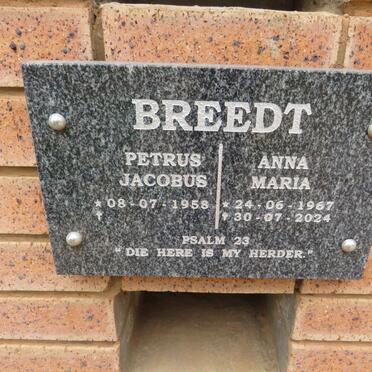 BREEDT
PETRUS ANNA
JACOBUS MARIA
* 08 - 07 - 1958 * 24 - 06 - 1967
† † 30 - 07 - 2024
PSALM 23
" DIE HERE IS MY HERDER."